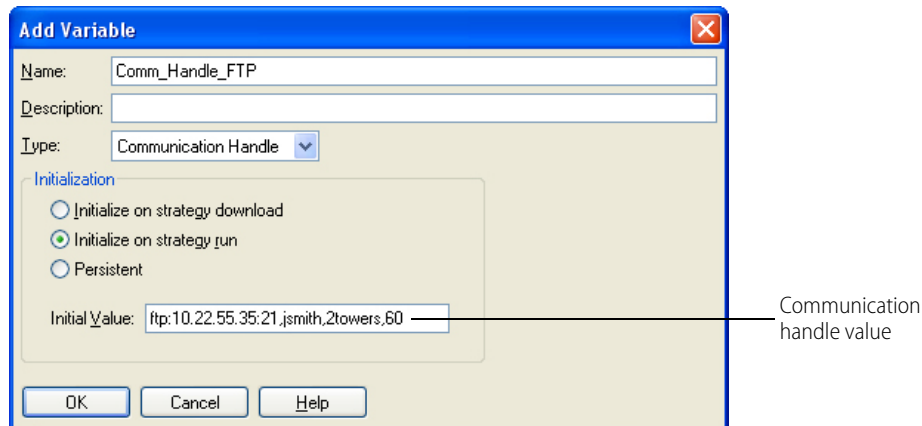 Add Variable
Name: Comm_Handle_FTP
Description:
Type: Communication Handle
Initialization
Initialize on strategy download
Initialize on strategy run
Persistent
Initial Value: ftp:10.22.55.35:21,jsmith,2towers,60
Communication
handle value
OK Cancel Help